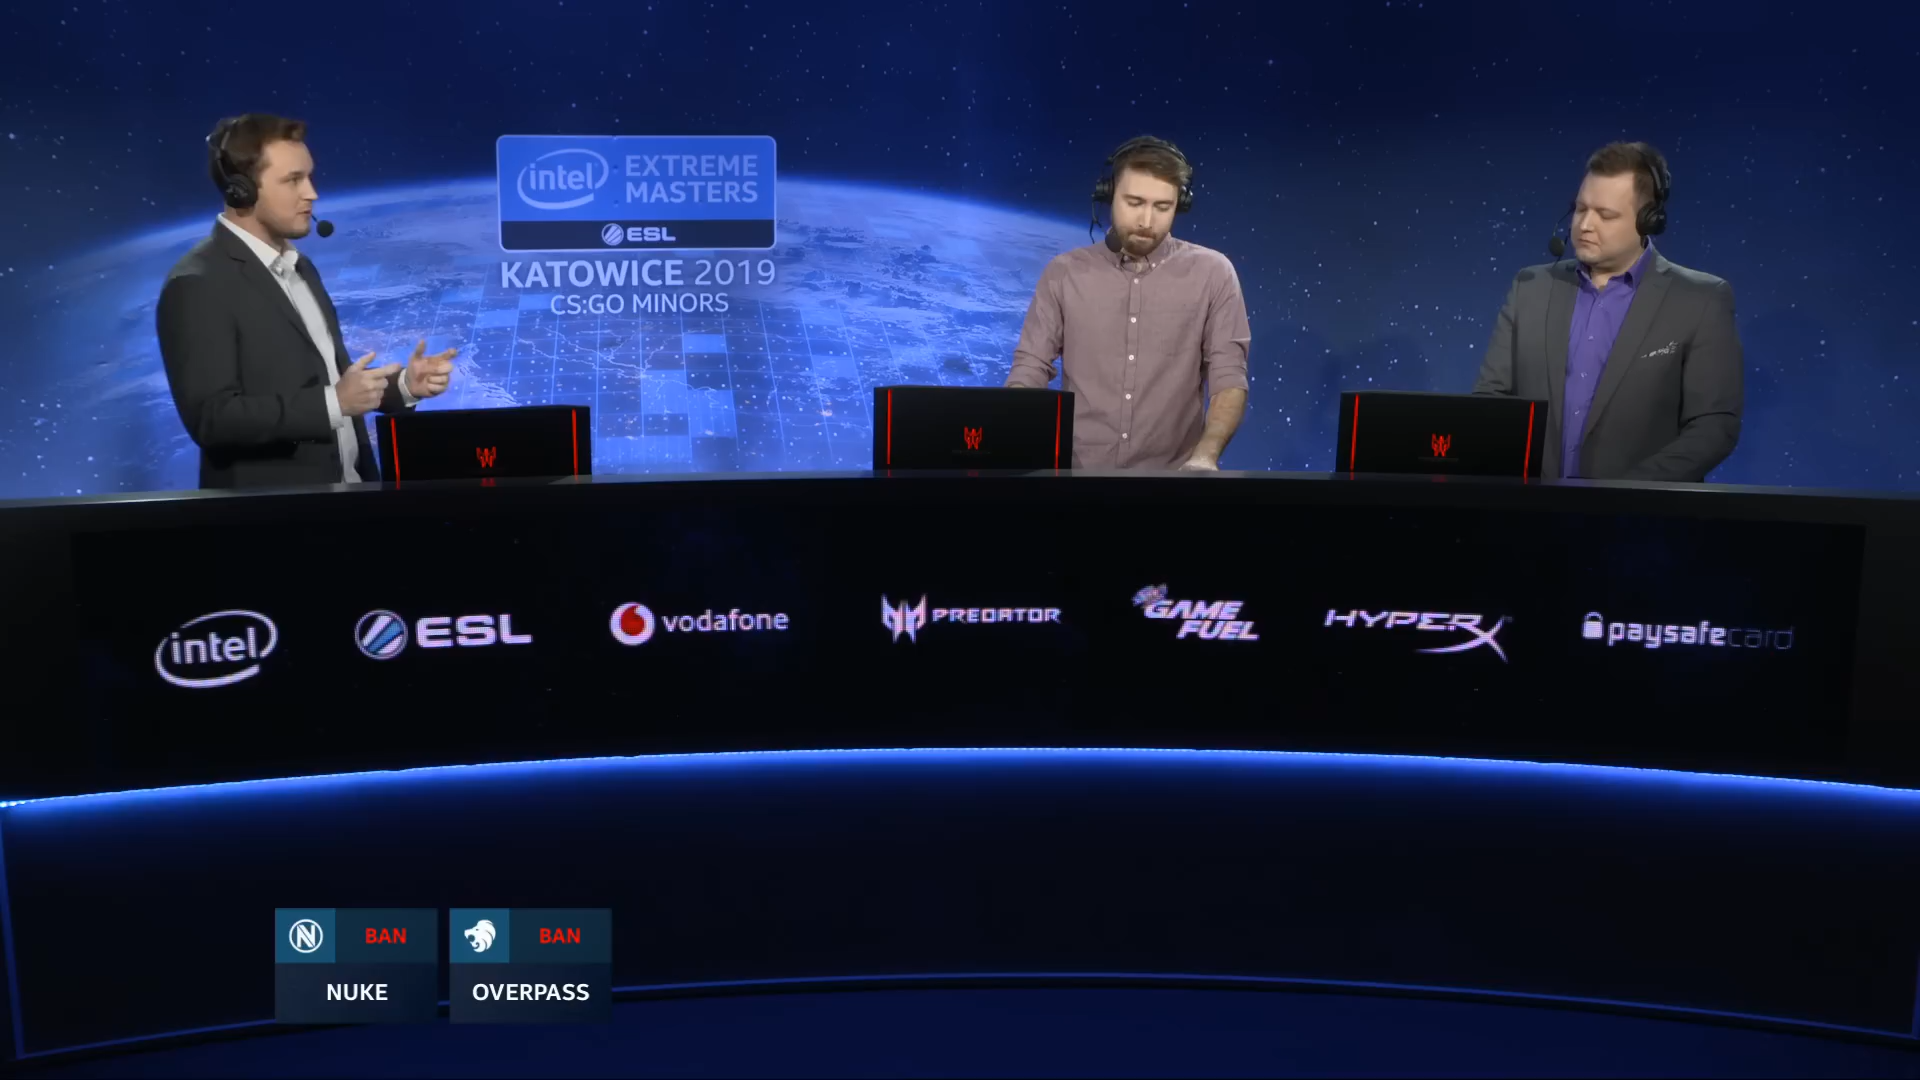 intel
EXTREME
MASTERS
ESL
KATOWICE 2019
CS:GO MINORS
intel
ESL
vodafone
PREDATOR
GAME
FUEL
HYPERX
paysafecard
BAN
BAN
NUKE
OVERPASS